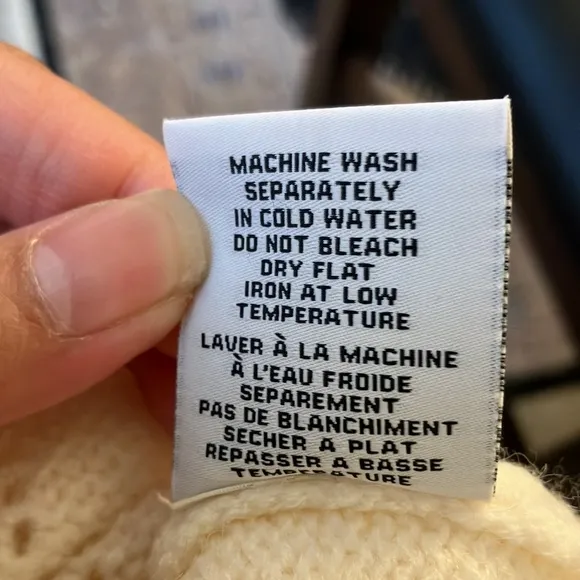 MACHINE WASH
SEPARATELY
IN COLD WATER
DO NOT BLEACH
DRY FLAT
IRON AT LOW
TEMPERATURE
LAVER À LA MACHINE
À L'EAU FROIDE
SEPAREMENT
PAS DE BLANCHIMENT
SECHER A PLAT
REPASSER A BASSE
TEMPERATURE